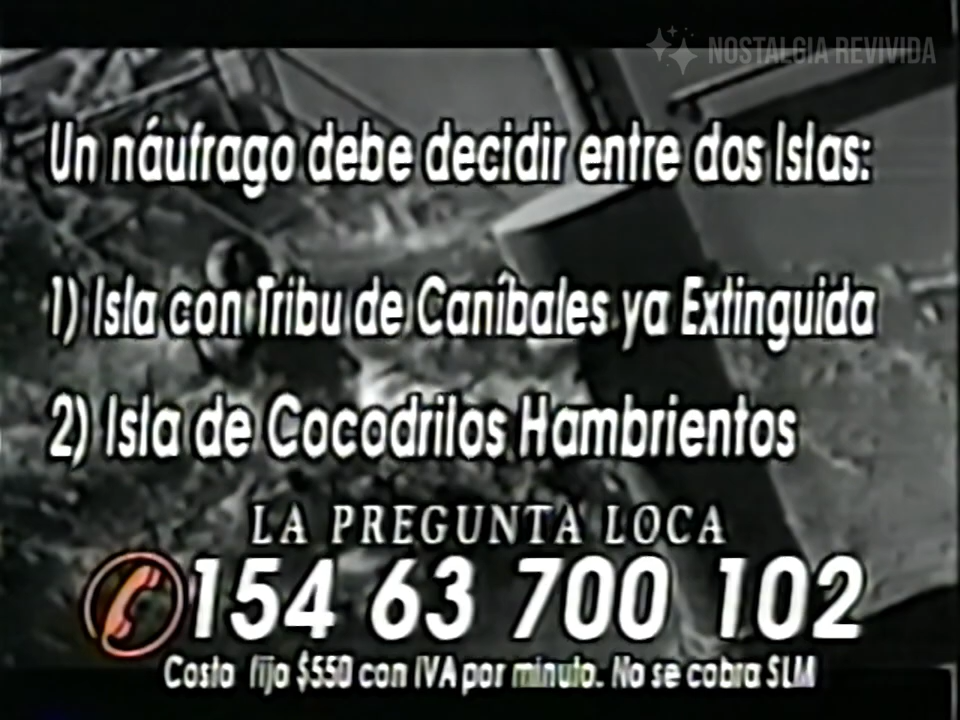 NOSTALGIA REVIVIDA
Un náufrago debe decidir entre dos Islas:
1) Isla con Tribu de Caníbales ya Extinguida
2) Isla de Cocodrilos Hambrientos
LA PREGUNTA LOCA
154 63 700 102
Costo fijo $550 con IVA por minuto. No se cobra SLM